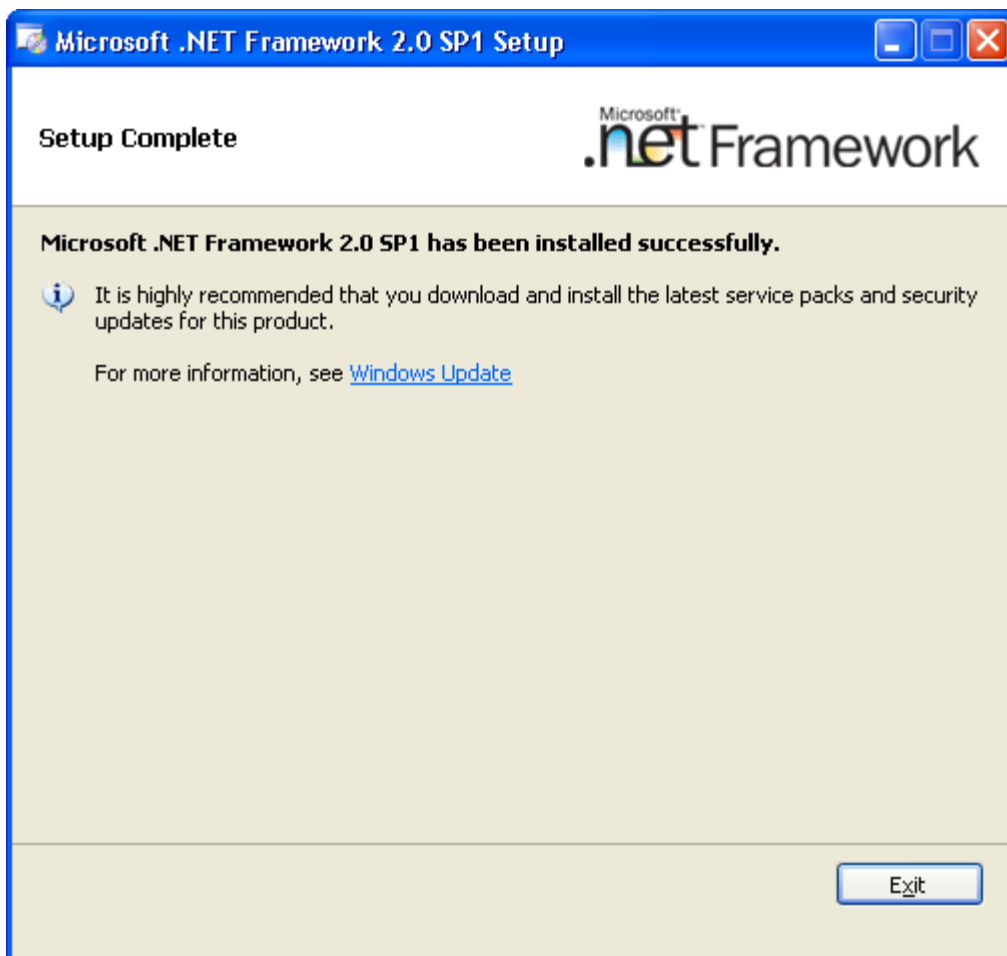 Microsoft .NET Framework 2.0 SP1 Setup
Setup Complete
Microsoft
.net Framework
Microsoft .NET Framework 2.0 SP1 has been installed successfully.
It is highly recommended that you download and install the latest service packs and security
updates for this product.
For more information, see Windows Update
Exit